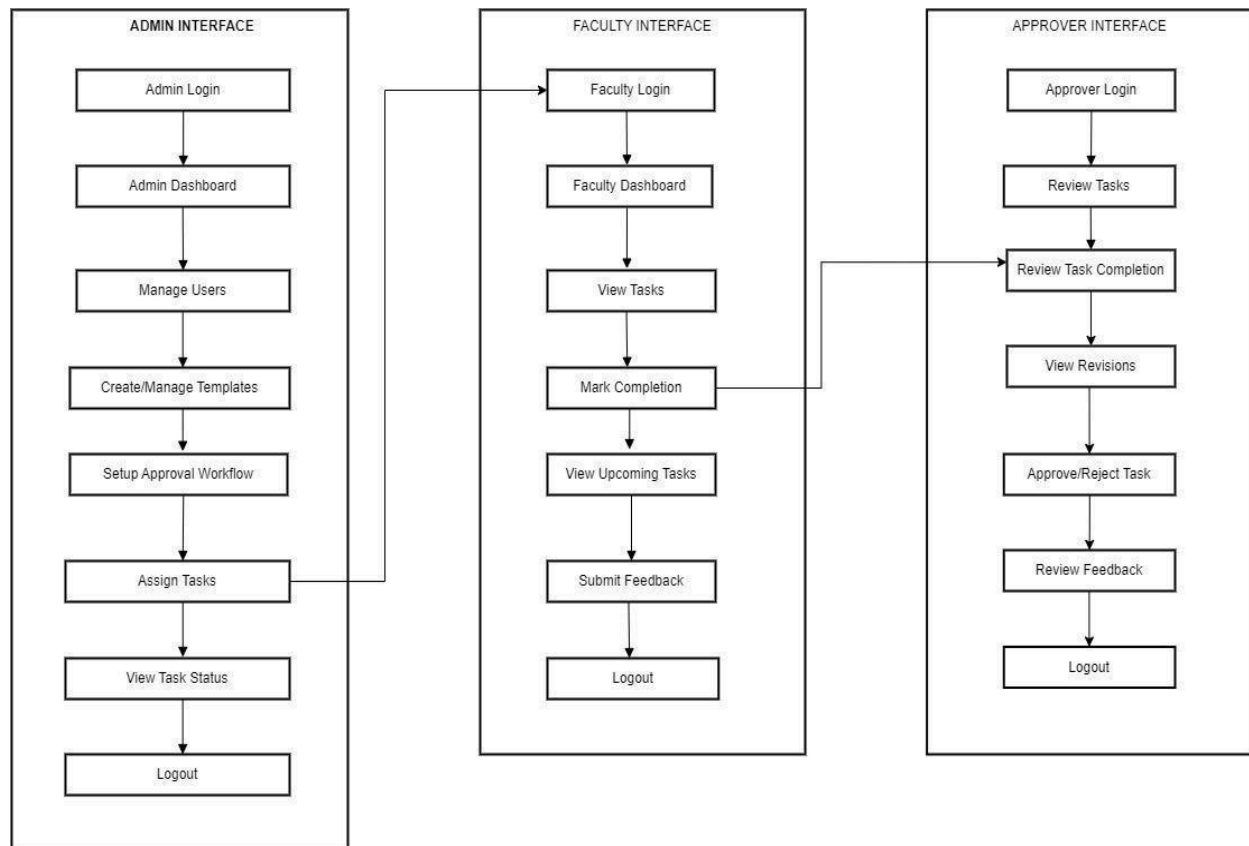 ADMIN INTERFACE
Admin Login
Admin Dashboard
Manage Users
Create/Manage Templates
Setup Approval Workflow
Assign Tasks
View Task Status
Logout
FACULTY INTERFACE
Faculty Login
Faculty Dashboard
View Tasks
Mark Completion
View Upcoming Tasks
Submit Feedback
Logout
APPROVER INTERFACE
Approver Login
Review Tasks
Review Task Completion
View Revisions
Approve/Reject Task
Review Feedback
Logout